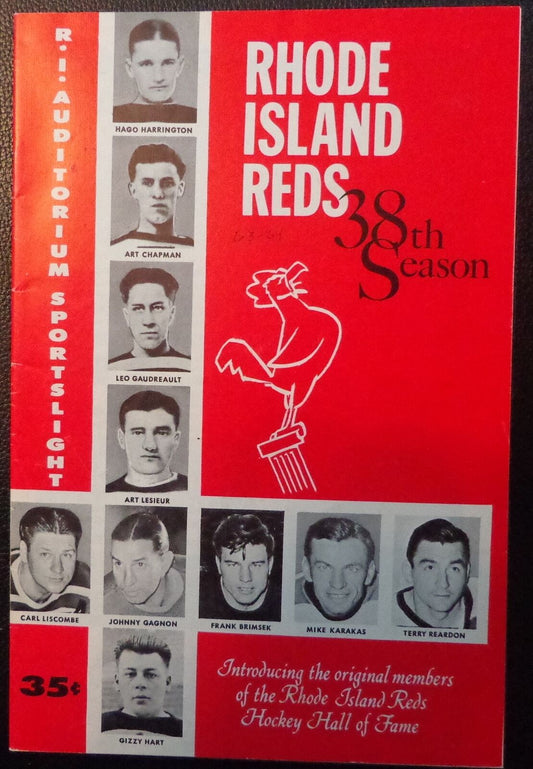 R.I. AUDITORIUM SPORTSLIGHT
HAGO HARRINGTON
ART CHAPMAN
LEO GAUDREAULT
ART LESIEUR
RHODE
ISLAND
REDS
38th
Season
63-64
CARL LISCOMBE
JOHNNY GAGNON
FRANK BRIMSEK
MIKE KARAKAS
TERRY REARDON
35¢
GIZZY HART
Introducing the original members
of the Rhode Island Reds
Hockey Hall of Fame